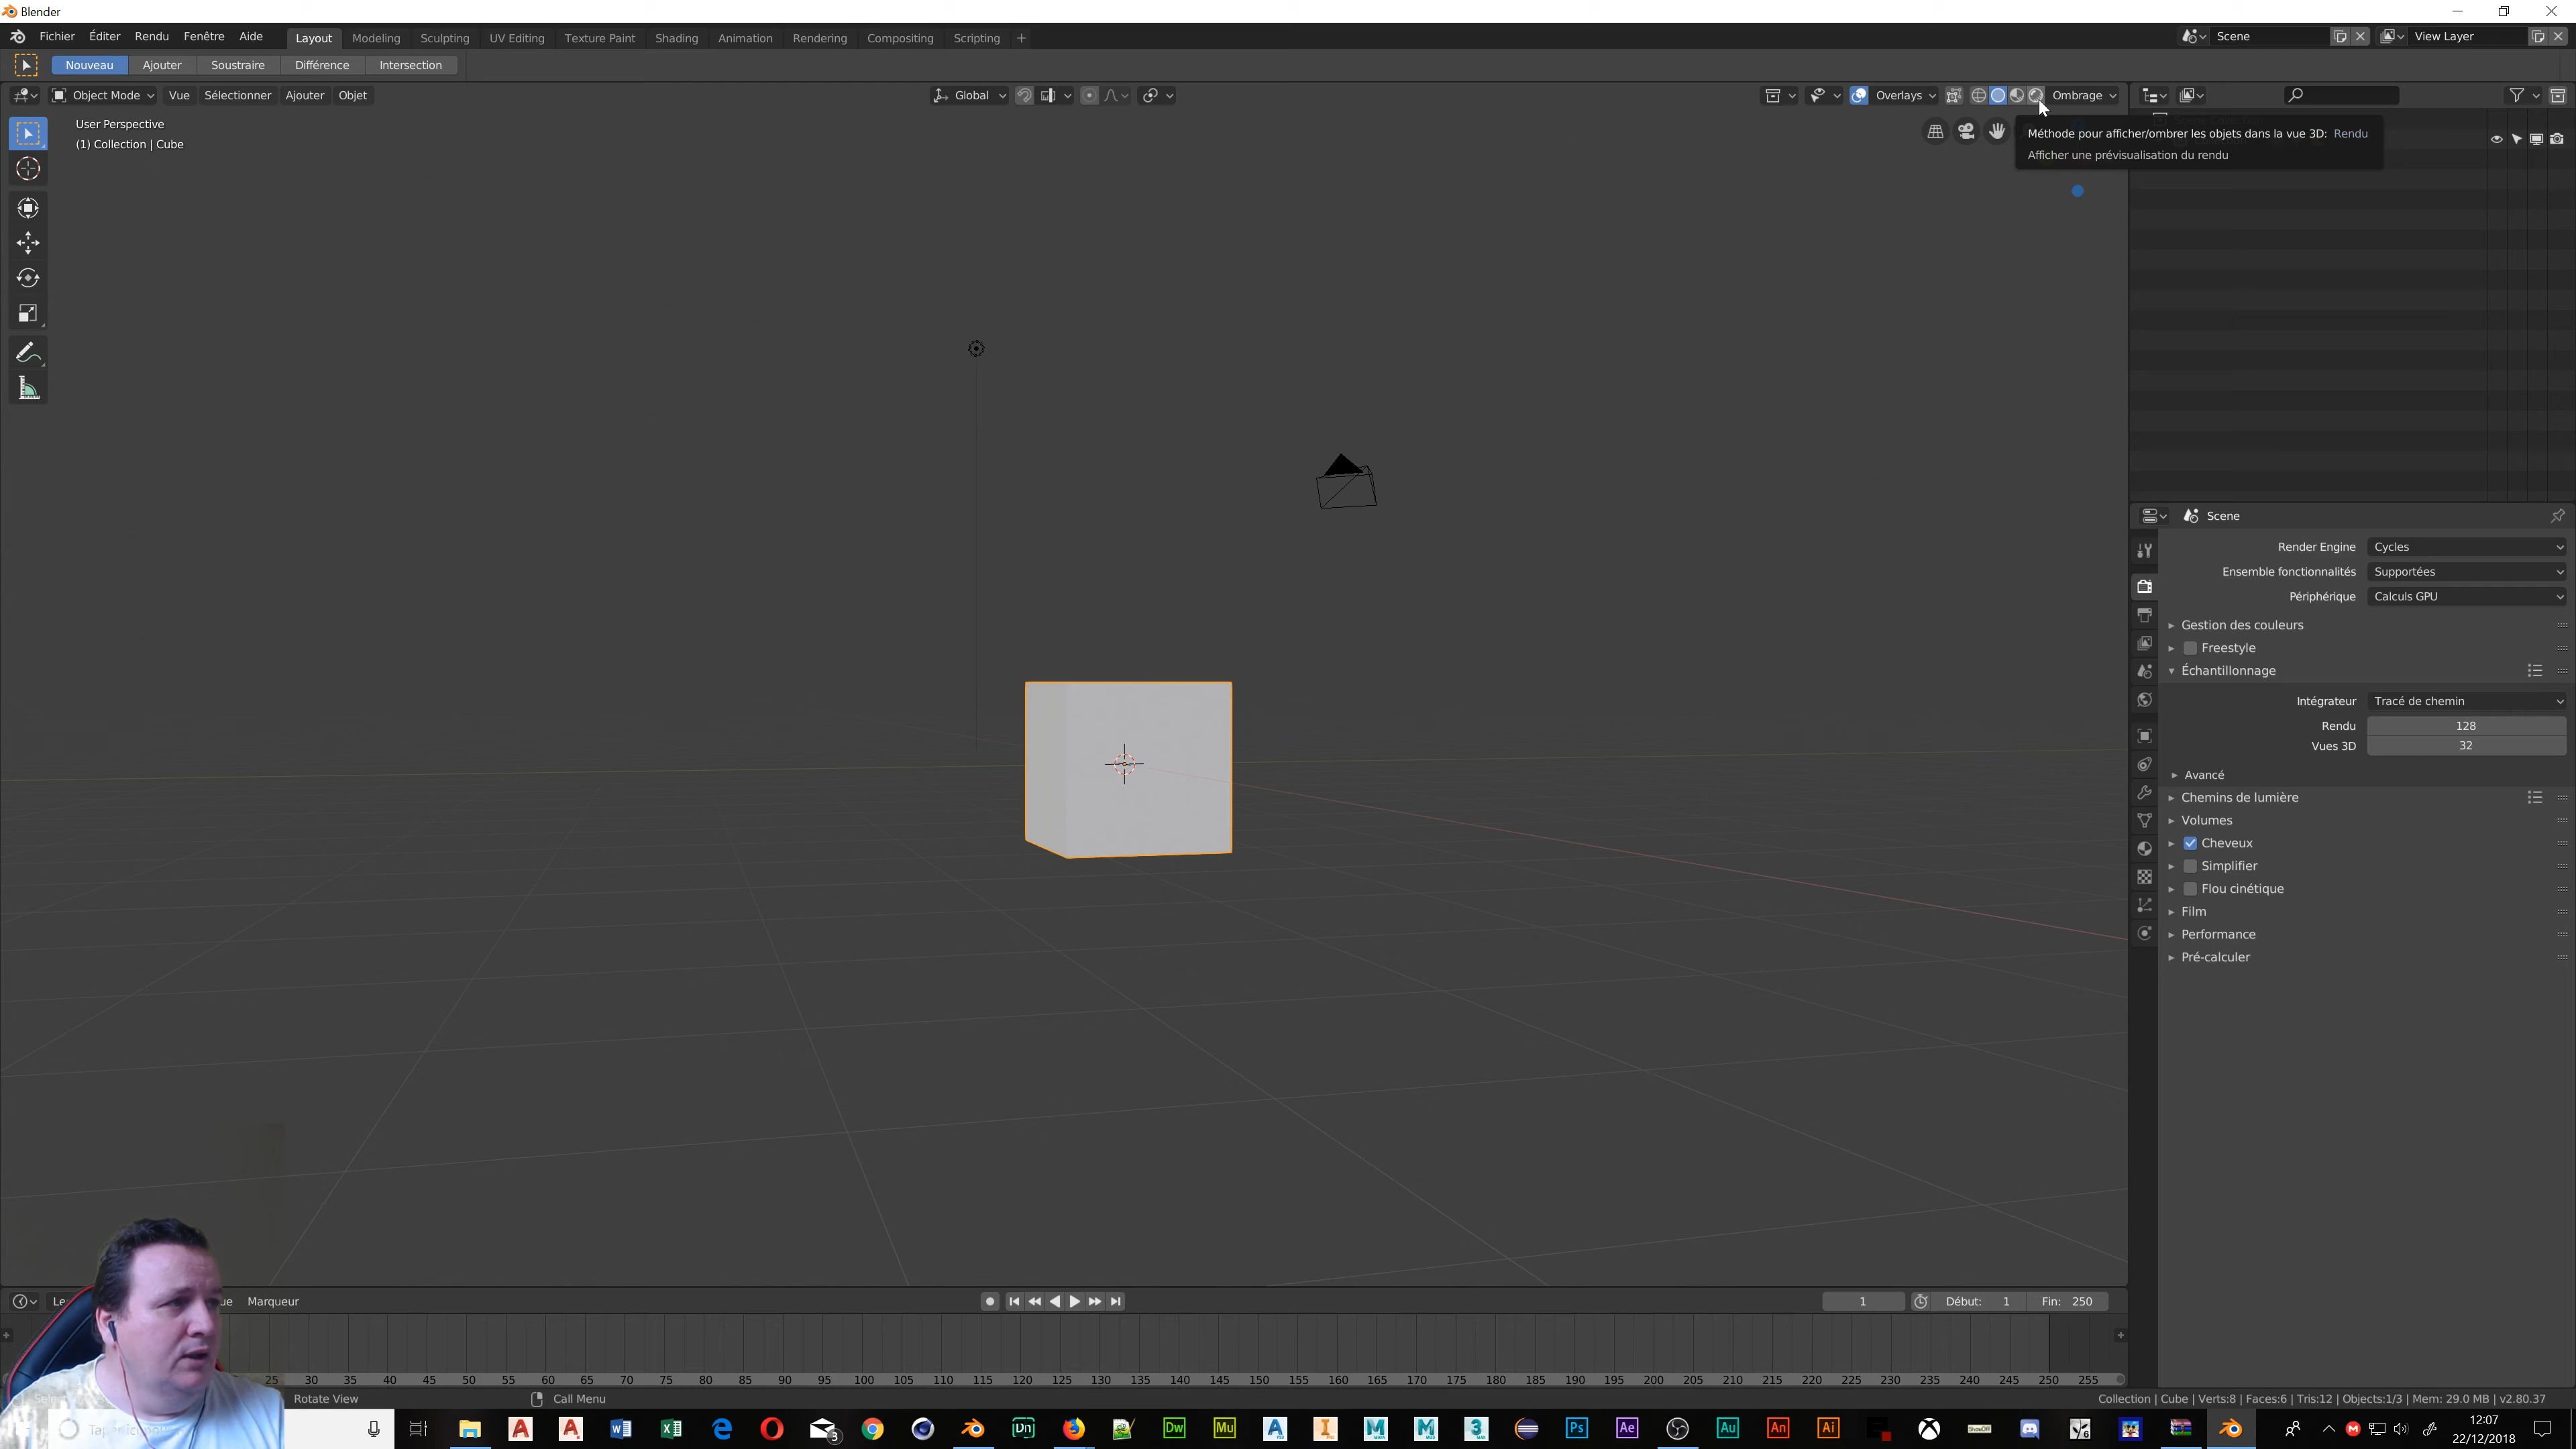 Blender
Fichier Éditer Rendu Fenêtre Aide Layout Modeling Sculpting UV Editing Texture Paint Shading Animation Rendering Compositing Scripting + Scene View Layer
Nouveau Ajouter Soustraire Différence Intersection
Object Mode Vue Sélectionner Ajouter Objet Global Overlays Ombrage
User Perspective
(1) Collection | Cube
Méthode pour afficher/ombrer les objets dans la vue 3D: Rendu
Afficher une prévisualisation du rendu
Scene
Render Engine Cycles
Ensemble fonctionnalités Supportées
Périphérique Calculs GPU
Gestion des couleurs
Freestyle
Échantillonnage
Intégrateur Tracé de chemin
Rendu 128
Vues 3D 32
Avancé
Chemins de lumière
Volumes
Cheveux
Simplifier
Flou cinétique
Film
Performance
Pré-calculer
Marqueur 1 Début: 1 Fin: 250
25 30 35 40 45 50 55 60 65 70 75 80 85 90 95 100 105 110 115 120 125 130 135 140 145 150 155 160 165 170 175 180 185 190 195 200 205 210 215 220 225 230 235 240 245 250 255
Rotate View Call Menu Collection | Cube | Verts:8 | Faces:6 | Tris:12 | Objects:1/3 | Mem: 29.0 MB | v2.80.37
3 Dn Dw Mu Ps Ae Au An Ai
12:07
22/12/2018